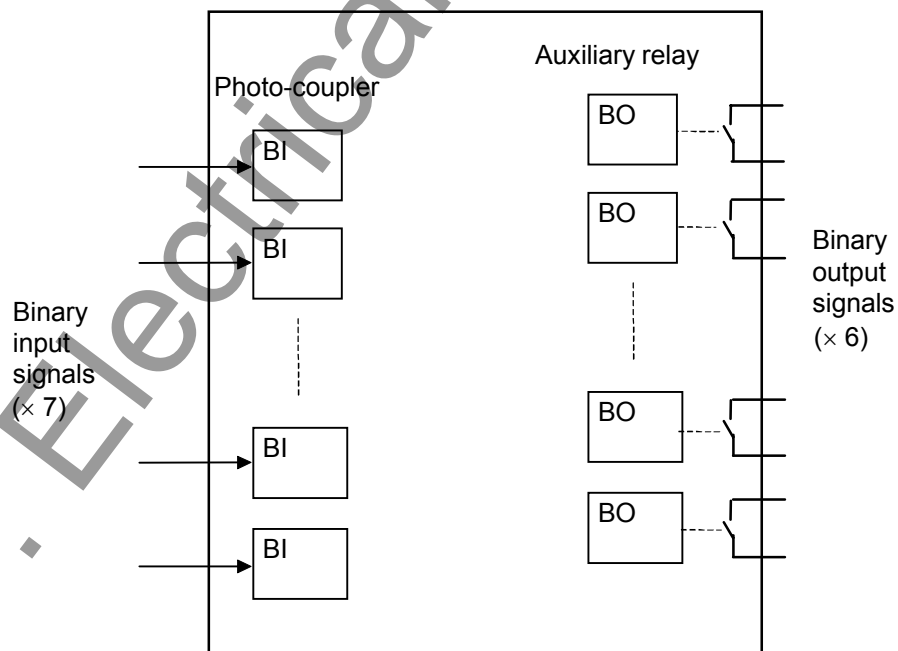 Auxiliary relay
Photo-coupler
BO
BI
BO
BI
Binary
output
signals
(× 6)
Binary
input
signals
(× 7)
BO
BI
BO
BI
. Electrical